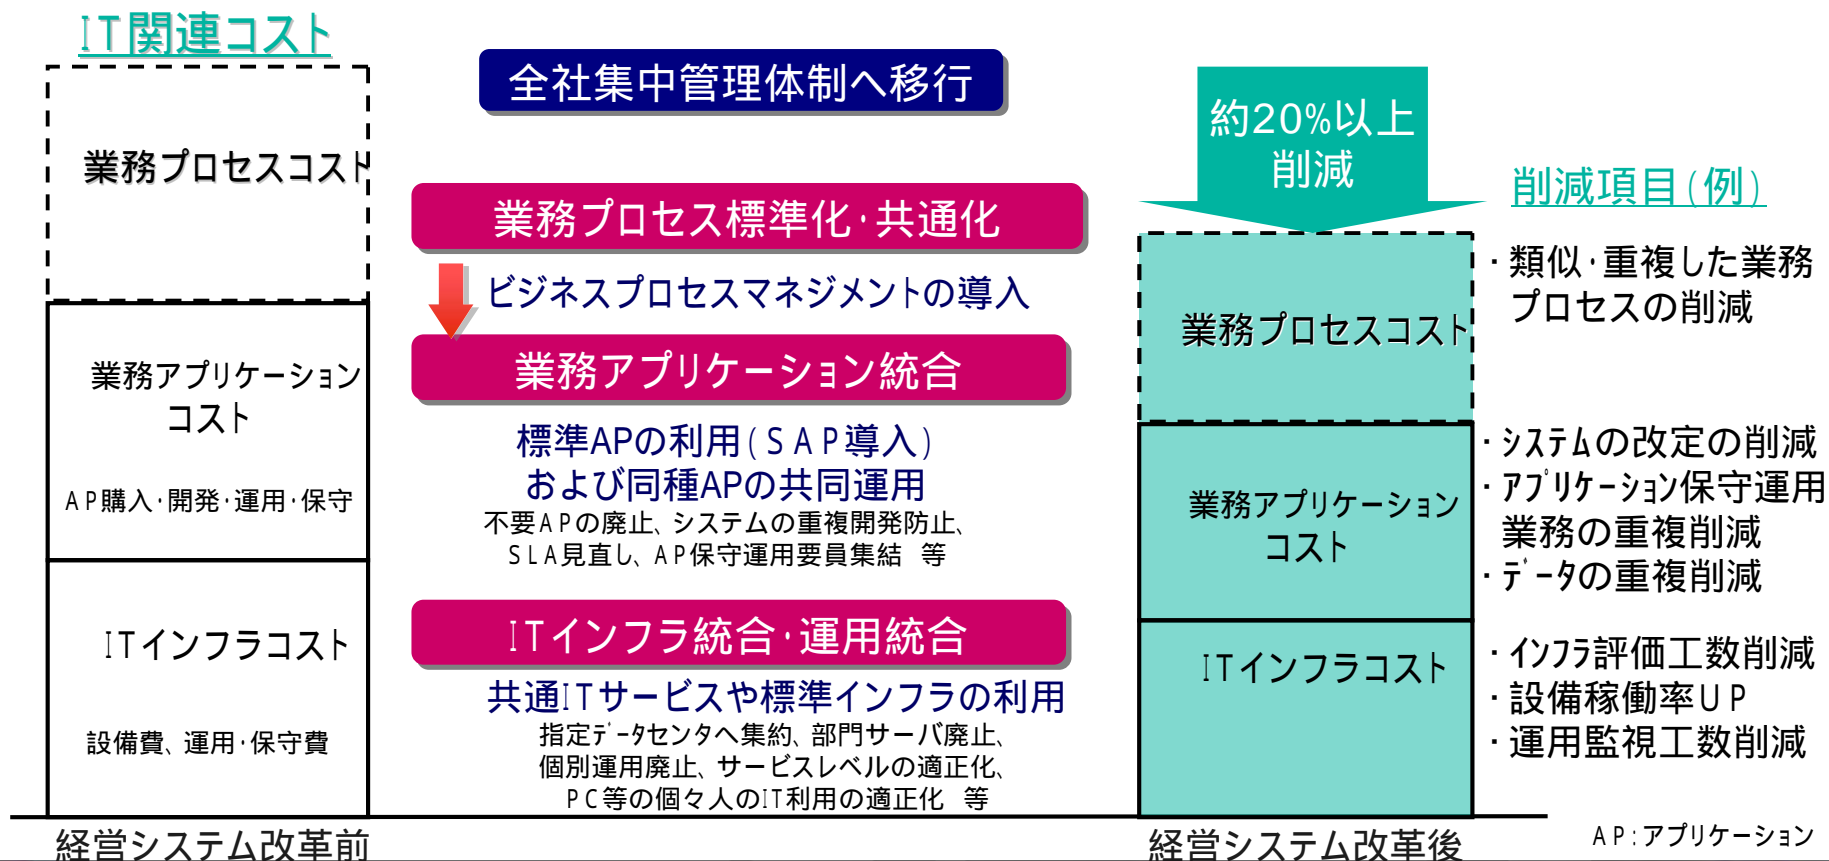 IT関連コスト
業務プロセスコスト
業務アプリケーション
コスト
AP購入・開発・運用・保守
ITインフラコスト
設備費、運用・保守費
経営システム改革前
全社集中管理体制へ移行
業務プロセス標準化・共通化
ビジネスプロセスマネジメントの導入
業務アプリケーション統合
標準APの利用(SAP導入)
および同種APの共同運用
不要APの廃止、システムの重複開発防止、
SLA見直し、AP保守運用要員集結 等
ITインフラ統合・運用統合
共通ITサービスや標準インフラの利用
指定データセンタへ集約、部門サーバ廃止、
個別運用廃止、サービスレベルの適正化、
PC等の個々人のIT利用の適正化 等
約20%以上
削減
業務プロセスコスト
業務アプリケーション
コスト
ITインフラコスト
経営システム改革後
削減項目(例)
・類似・重複した業務
プロセスの削減
・システムの改定の削減
・アプリケーション保守運用
業務の重複削減
・データの重複削減
・インフラ評価工数削減
・設備稼働率UP
・運用監視工数削減
AP:アプリケーション